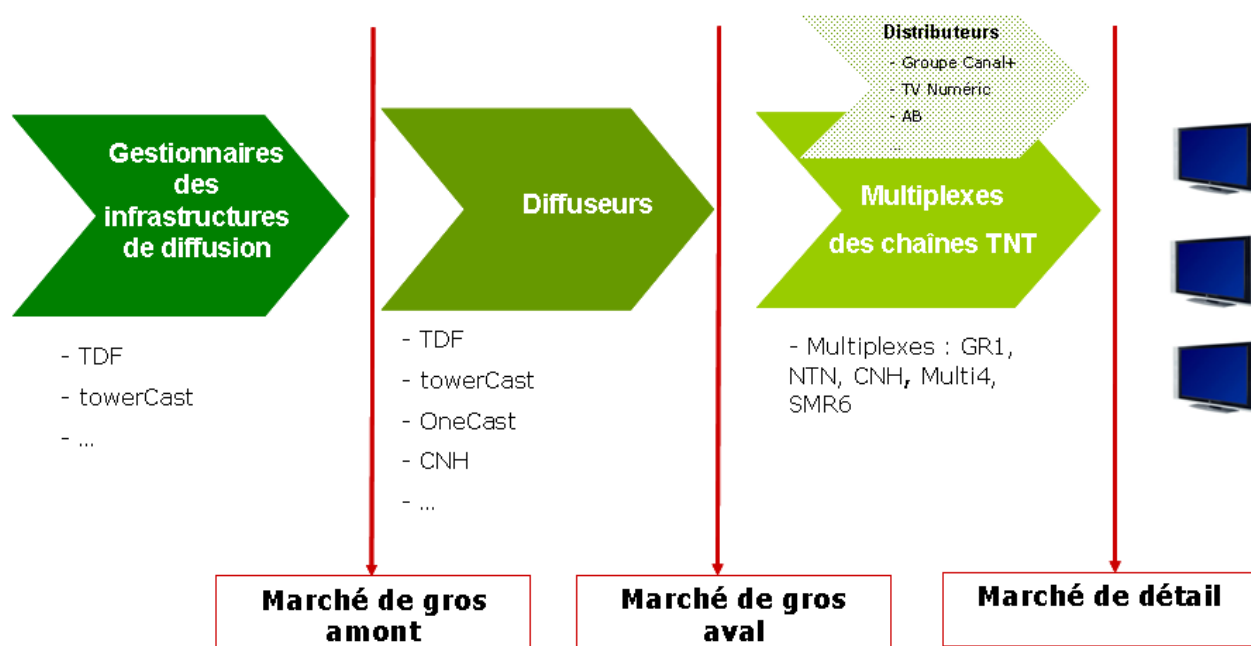 Distributeurs
- Groupe Canal+
- TV Numéric
- AB
...
Gestionnaires
des
infrastructures
de diffusion
Diffuseurs
Multiplexes
des chaînes TNT
- TDF
- towerCast
- ...
- TDF
- towerCast
- OneCast
- CNH
- ...
- Multiplexes : GR1,
NTN, CNH, Multi4,
SMR6
Marché de gros
amont
Marché de gros
aval
Marché de détail